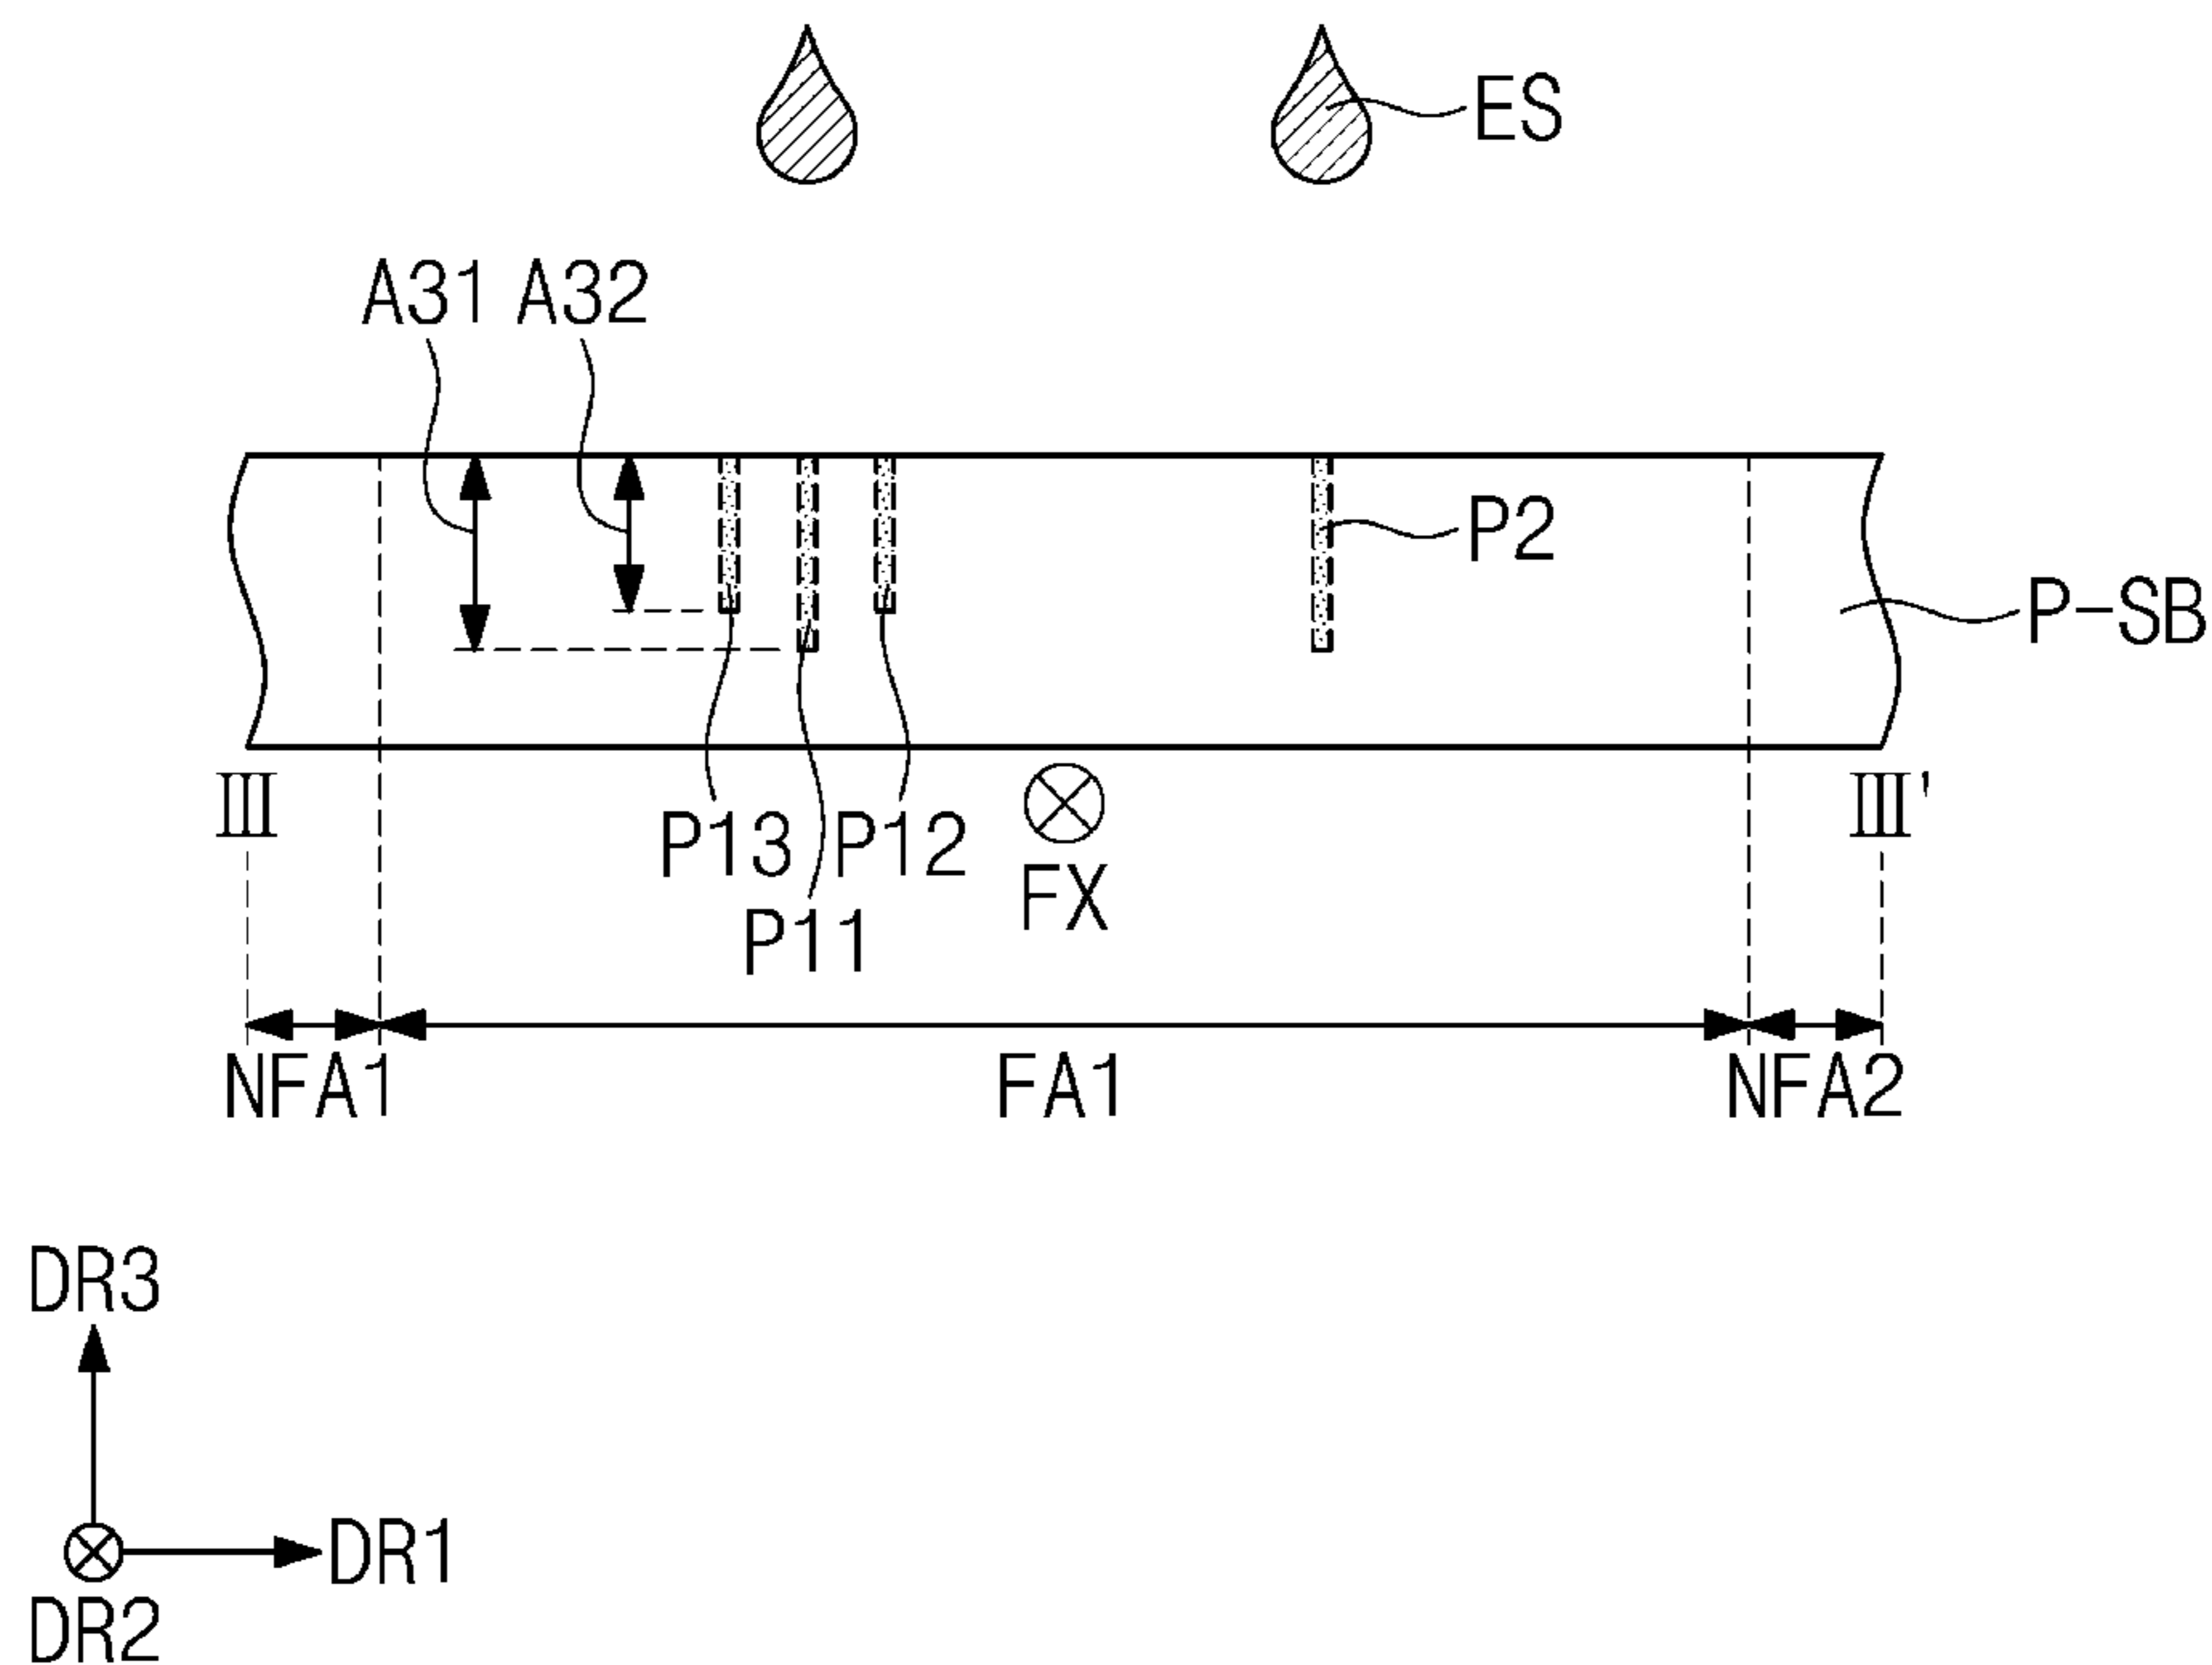 ES
A31 A32
P2
P-SB
Ⅲ Ⅲ'
P13 P12
FX
P11
NFA1 FA1 NFA2
DR3
DR1
DR2